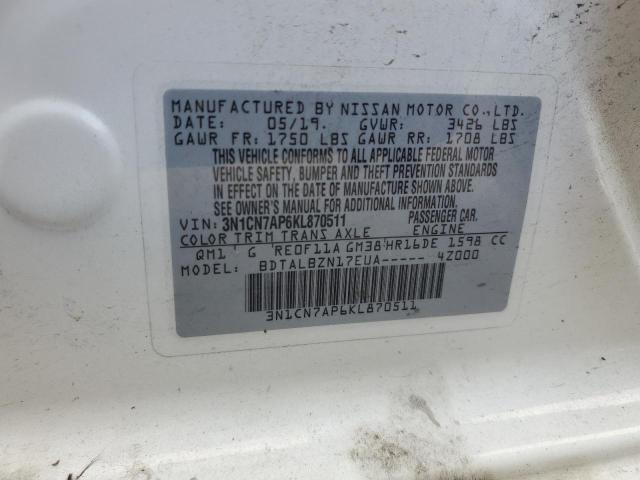 MANUFACTURED BY NISSAN MOTOR CO.,LTD.
DATE: 05/19. GVWR: 3426 LBS
GAWR FR: 1750 LBS GAWR RR: 1708 LBS
THIS VEHICLE CONFORMS TO ALL APPLICABLE FEDERAL MOTOR
VEHICLE SAFETY, BUMPER AND THEFT PREVENTION STANDARDS
IN EFFECT ON THE DATE OF MANUFACTURE SHOWN ABOVE.
SEE OWNER'S MANUAL FOR ADDITIONAL INFORMATION.
VIN: 3N1CN7AP6KL870511 PASSENGER CAR.
COLOR TRIM TRANS AXLE ENGINE
QM1 G RE0F11A GM38 HR16DE 1598 CC
MODEL: BDTALBZN17EUA----- 4Z000
3N1CN7AP6KL870511